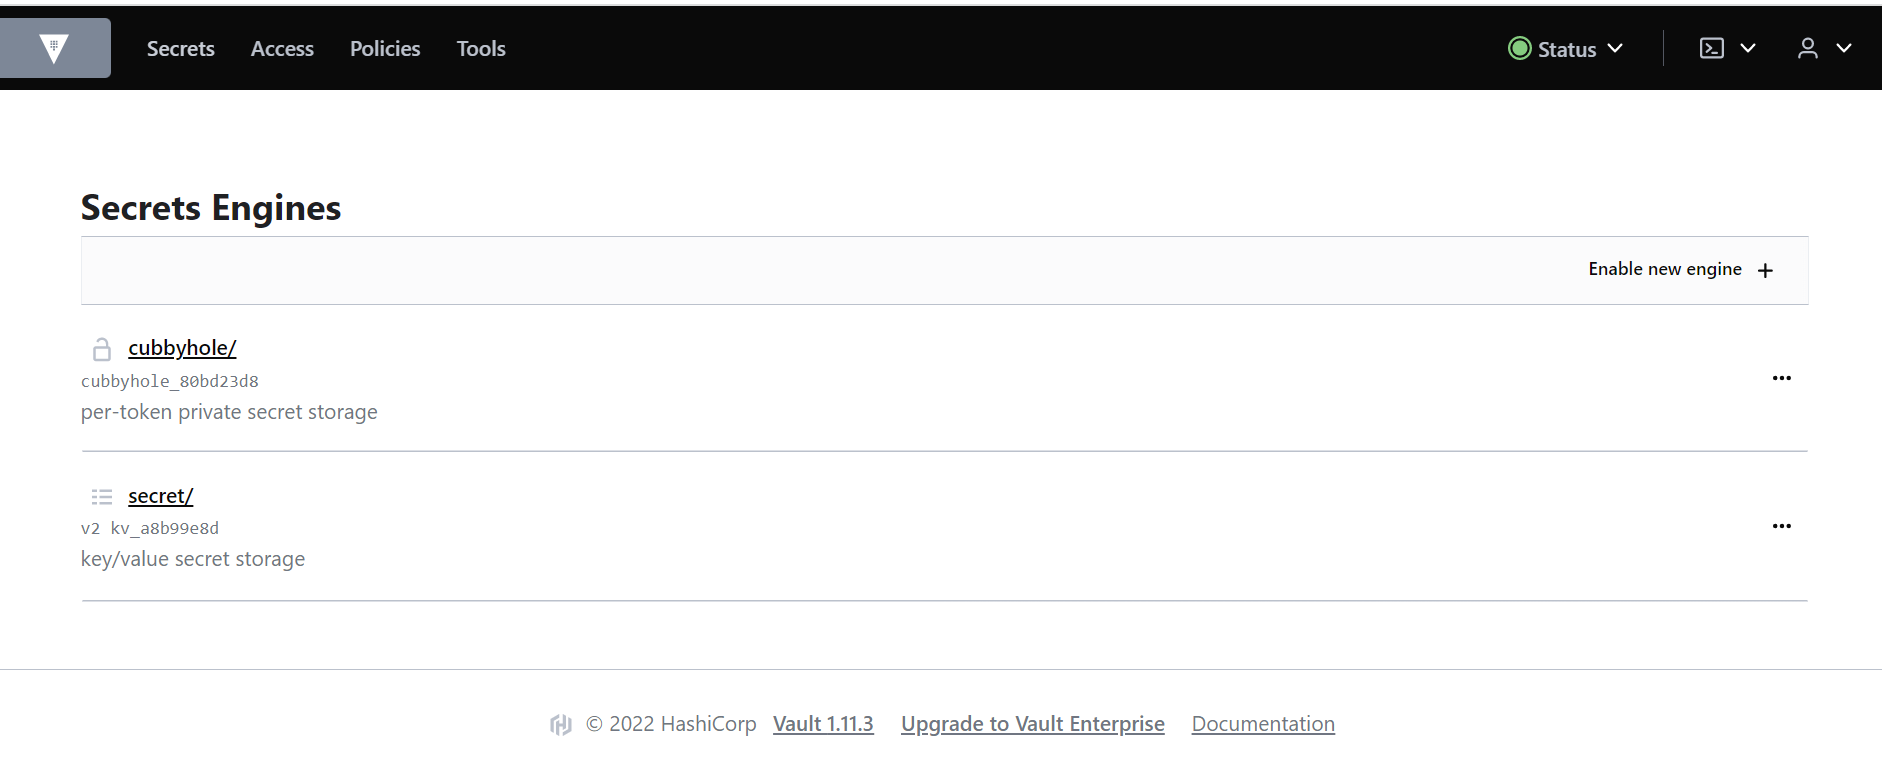 Secrets Access Policies Tools Status
Secrets Engines
Enable new engine +
cubbyhole/
cubbyhole_80bd23d8
per-token private secret storage
secret/
v2 kv_a8b99e8d
key/value secret storage
© 2022 HashiCorp Vault 1.11.3 Upgrade to Vault Enterprise Documentation